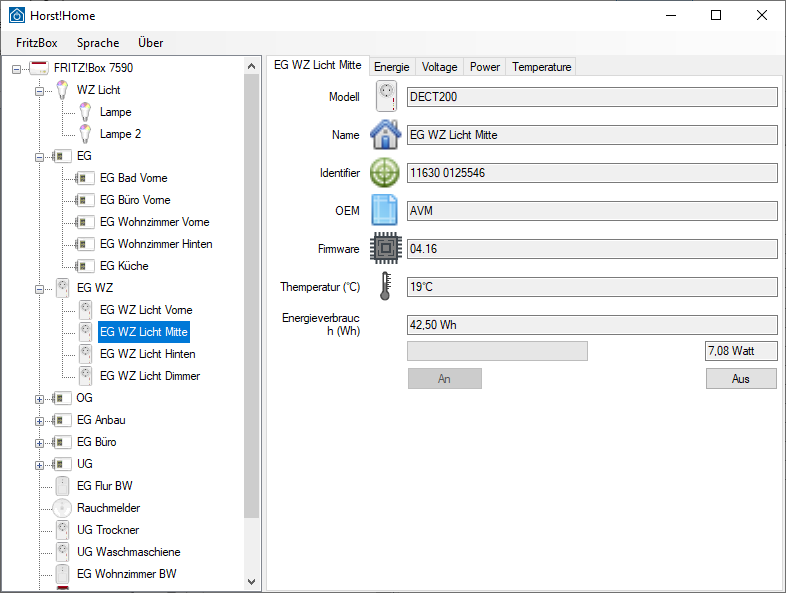 Horst!Home
FritzBox Sprache Über
FRITZ!Box 7590
WZ Licht
Lampe
Lampe 2
EG
EG Bad Vorne
EG Büro Vorne
EG Wohnzimmer Vorne
EG Wohnzimmer Hinten
EG Küche
EG WZ
EG WZ Licht Vorne
EG WZ Licht Mitte
EG WZ Licht Hinten
EG WZ Licht Dimmer
OG
EG Anbau
EG Büro
UG
EG Flur BW
Rauchmelder
UG Trockner
UG Waschmaschiene
EG Wohnzimmer BW
EG WZ Licht Mitte Energie Voltage Power Temperature
Modell DECT200
Name EG WZ Licht Mitte
Identifier 11630 0125546
OEM AVM
Firmware 04.16
Themperatur (°C) 19°C
Energieverbrauc
h (Wh) 42,50 Wh
7,08 Watt
An Aus